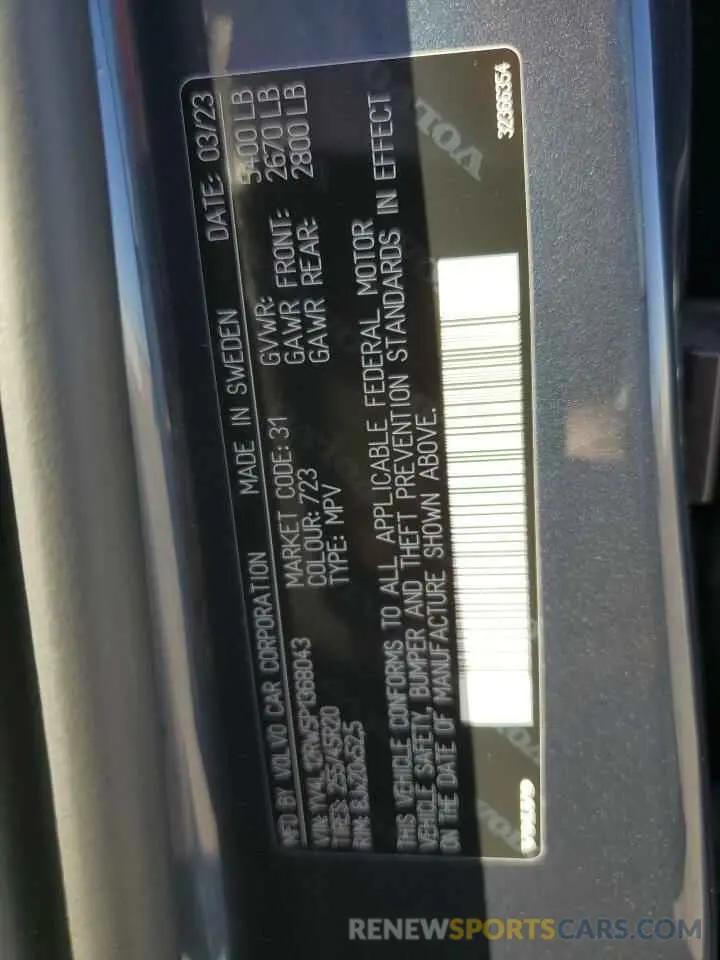 MFD BY VOLVO CAR CORPORATION MADE IN SWEDEN DATE: 03/23
MARKET CODE: 31 GVWR: 5400 LB
VIN: COLOUR: 723 GAWR FRONT: 2670 LB
TIRES: 255/45R20 TYPE: MPV GAWR REAR: 2800 LB
RIM: 8Jx20x52,5
THIS VEHICLE CONFORMS TO ALL APPLICABLE FEDERAL MOTOR
VEHICLE SAFETY, BUMPER AND THEFT PREVENTION STANDARDS IN EFFECT
ON THE DATE OF MANUFACTURE SHOWN ABOVE.
VOLVO
32366354
RENEWSPORTSCARS.COM